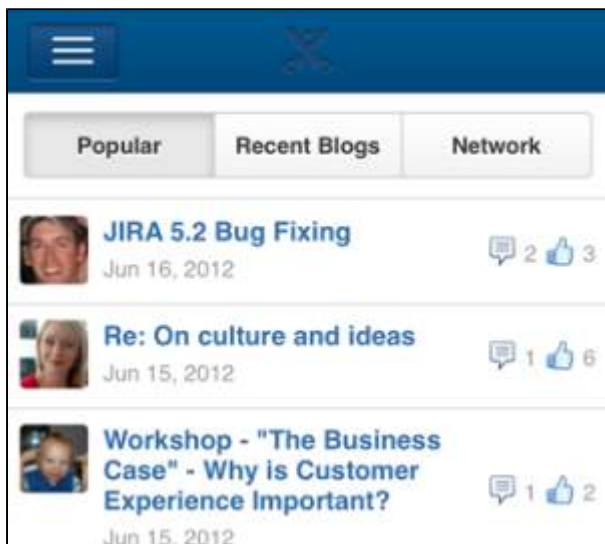 Popular Recent Blogs Network
JIRA 5.2 Bug Fixing
Jun 16, 2012
2 3
Re: On culture and ideas
Jun 15, 2012
1 6
Workshop - "The Business
Case" - Why is Customer
Experience Important?
1 2
Jun 15, 2012